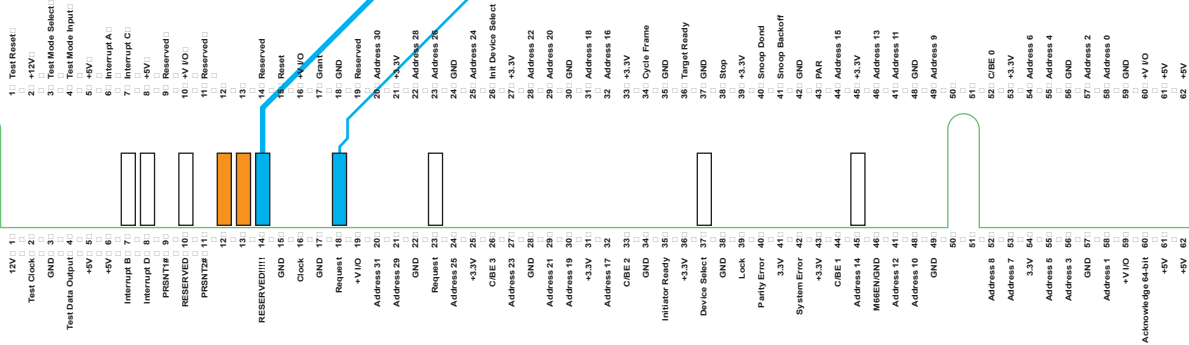 1 Test Reset
2 +12V
3 Test Mode Select
4 Test Mode Input
5 +5V
6 Interrupt A
7 Interrupt C
8 +5V
9 Reserved
10 +V I/O
11 Reserved
12
13
14 Reserved
15 Reset
16 +V I/O
17 Grant
18 GND
19 Reserved
20 Address 30
21 +3.3V
22 Address 28
23 Address 26
24 GND
25 Address 24
26 Init Device Select
27 +3.3V
28 Address 22
29 Address 20
30 GND
31 Address 18
32 Address 16
33 +3.3V
34 Cycle Frame
35 GND
36 Target Ready
37 GND
38 Stop
39 +3.3V
40 Snoop Dond
41 Snoop Backoff
42 GND
43 PAR
44 Address 15
45 +3.3V
46 Address 13
41 Address 11
48 GND
49 Address 9
50
51
52 C/BE 0
53 +3.3V
54 Address 6
55 Address 4
56 GND
57 Address 2
58 Address 0
59 GND
60 +V I/O
61 +5V
62 +5V
12V 1
Test Clock 2
GND 3
Test Data Output 4
+5V 5
+5V 6
Interrupt B 7
Interrupt D 8
PRSNT1# 9
RESERVED 10
PRSNT2# 11
12
13
RESERVED!!!! 14
GND 15
Clock 16
GND 17
Request 18
+V I/O 19
Address 31 20
Address 29 21
GND 22
Request 23
Address 25 24
+3.3V 25
C/BE 3 26
Address 23 27
GND 28
Address 21 29
Address 19 30
+3.3V 31
Address 17 32
C/BE 2 33
GND 34
Initiator Ready 35
+3.3V 36
Device Select 37
GND 38
Lock 39
Parity Error 40
3.3V 41
System Error 42
+3.3V 43
C/BE 1 44
Address 14 45
M66EN/GND 46
Address 12 41
Address 10 48
GND 49
50
51
Address 8 52
Address 7 53
3.3V 54
Address 5 55
Address 3 56
GND 57
Address 1 58
+V I/O 59
Acknowledge 64-bit 60
+5V 61
+5V 62